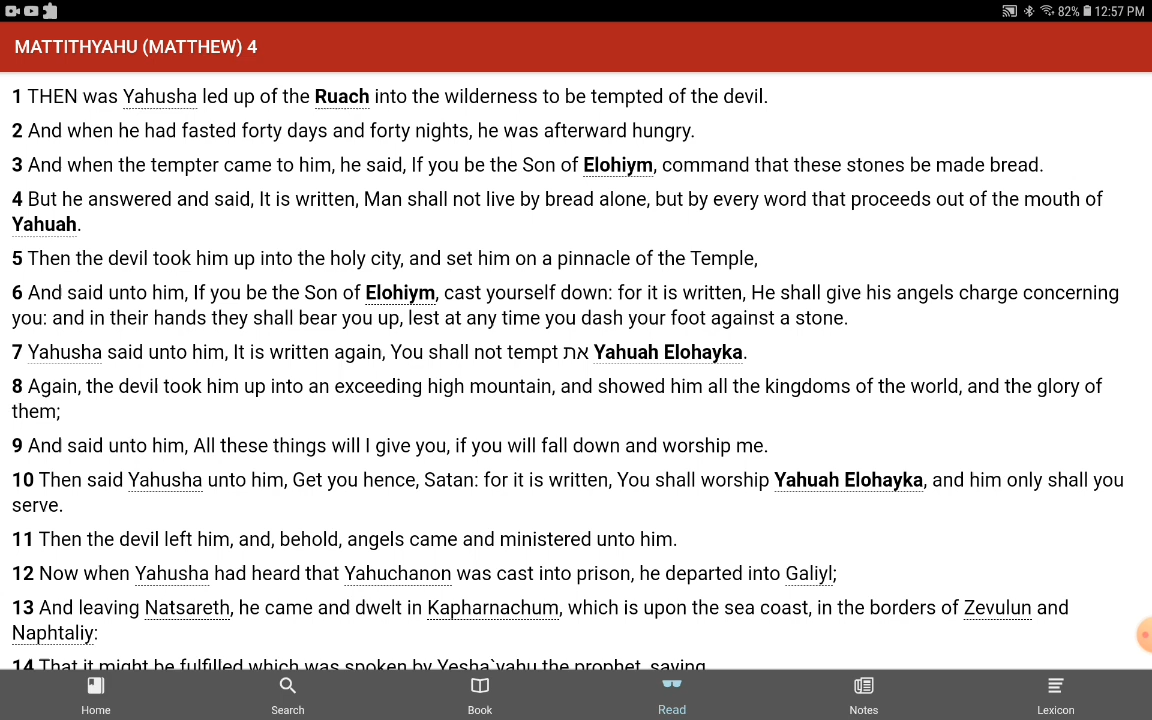 82% 12:57 PM
MATTITHYAHU (MATTHEW) 4
1 THEN was Yahusha led up of the Ruach into the wilderness to be tempted of the devil.
2 And when he had fasted forty days and forty nights, he was afterward hungry.
3 And when the tempter came to him, he said, If you be the Son of Elohiym, command that these stones be made bread.
4 But he answered and said, It is written, Man shall not live by bread alone, but by every word that proceeds out of the mouth of
Yahuah.
5 Then the devil took him up into the holy city, and set him on a pinnacle of the Temple,
6 And said unto him, If you be the Son of Elohiym, cast yourself down: for it is written, He shall give his angels charge concerning
you: and in their hands they shall bear you up, lest at any time you dash your foot against a stone.
7 Yahusha said unto him, It is written again, You shall not tempt את Yahuah Elohayka.
8 Again, the devil took him up into an exceeding high mountain, and showed him all the kingdoms of the world, and the glory of
them;
9 And said unto him, All these things will I give you, if you will fall down and worship me.
10 Then said Yahusha unto him, Get you hence, Satan: for it is written, You shall worship Yahuah Elohayka, and him only shall you
serve.
11 Then the devil left him, and, behold, angels came and ministered unto him.
12 Now when Yahusha had heard that Yahuchanon was cast into prison, he departed into Galiyl;
13 And leaving Natsareth, he came and dwelt in Kapharnachum, which is upon the sea coast, in the borders of Zevulun and
Naphtaliy:
14 That it might be fulfilled which was spoken by Yesha`yahu the prophet, saying,
Home Search Book Read Notes Lexicon